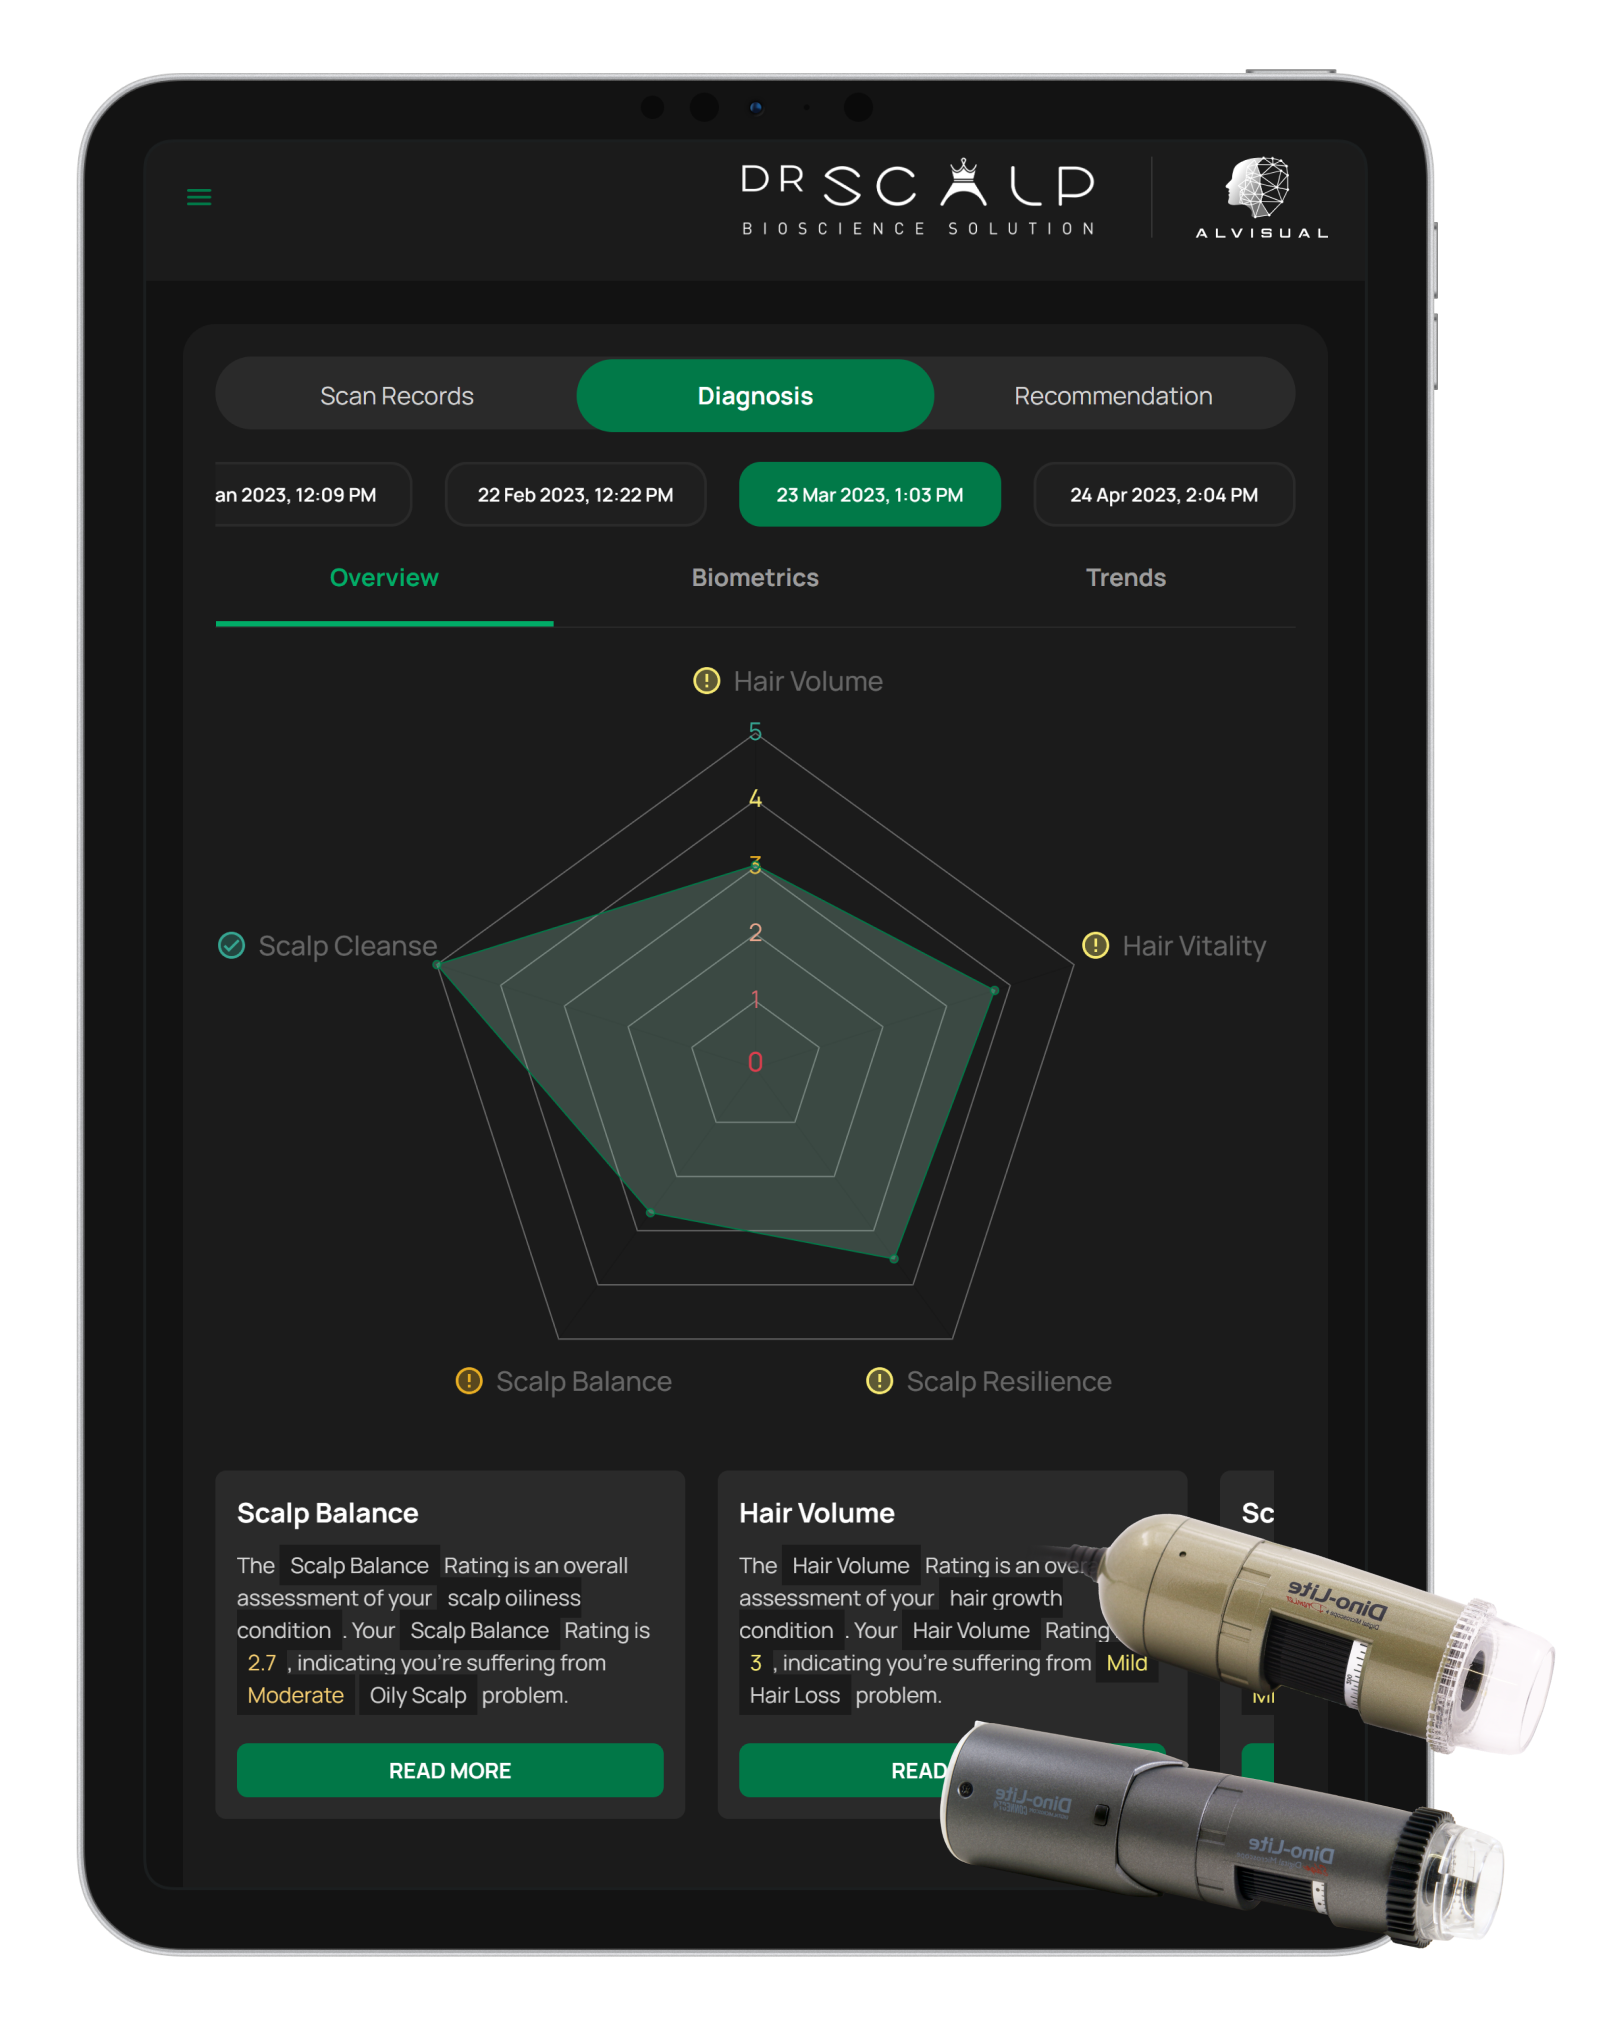 DR SCALP
BIOSCIENCE SOLUTION
ALVISUAL
Scan Records
Diagnosis
Recommendation
an 2023, 12:09 PM
22 Feb 2023, 12:22 PM
23 Mar 2023, 1:03 PM
24 Apr 2023, 2:04 PM
Overview
Biometrics
Trends
Hair Volume
5
4
3
2
1
0
Scalp Cleanse
Hair Vitality
Scalp Balance
Scalp Resilience
Scalp Balance
The Scalp Balance Rating is an overall
assessment of your scalp oiliness
condition . Your Scalp Balance Rating is
2.7 , indicating you're suffering from
Moderate Oily Scalp problem.
READ MORE
Hair Volume
The Hair Volume Rating is an over
assessment of your hair growth
condition . Your Hair Volume Rating
3 , indicating you're suffering from Mild
Hair Loss problem.
READ
Sc
Dino-Lite
Dino-Lite
Dino-Lite